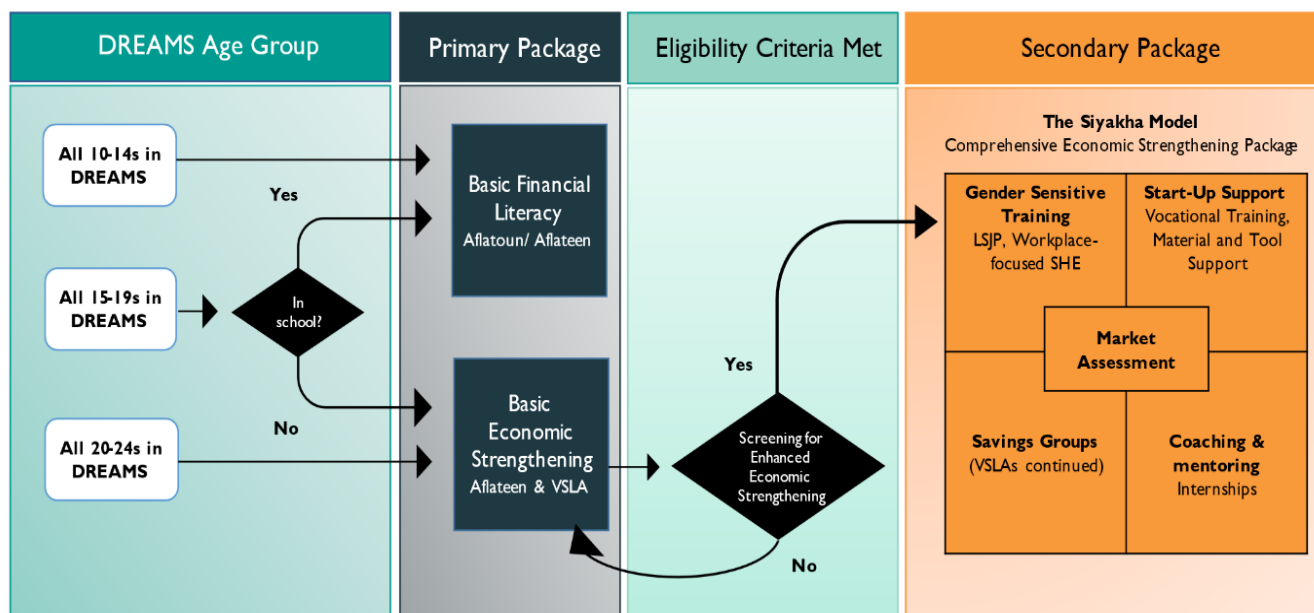 DREAMS Age Group
Primary Package
Eligibility Criteria Met
Secondary Package
All 10-14s in
DREAMS
Yes
All 15-19s in
DREAMS
In
school?
No
All 20-24s in
DREAMS
Basic Financial
Literacy
Aflatoun/ Aflateen
Basic
Economic
Strengthening
Aflateen & VSLA
Yes
Screening for
Enhanced
Economic
Strengthening
No
The Siyakha Model
Comprehensive Economic Strengthening Package
Gender Sensitive
Training
LSJP, Workplace-
focused SHE
Start-Up Support
Vocational Training,
Material and Tool
Support
Market
Assessment
Savings Groups
(VSLAs continued)
Coaching &
mentoring
Internships